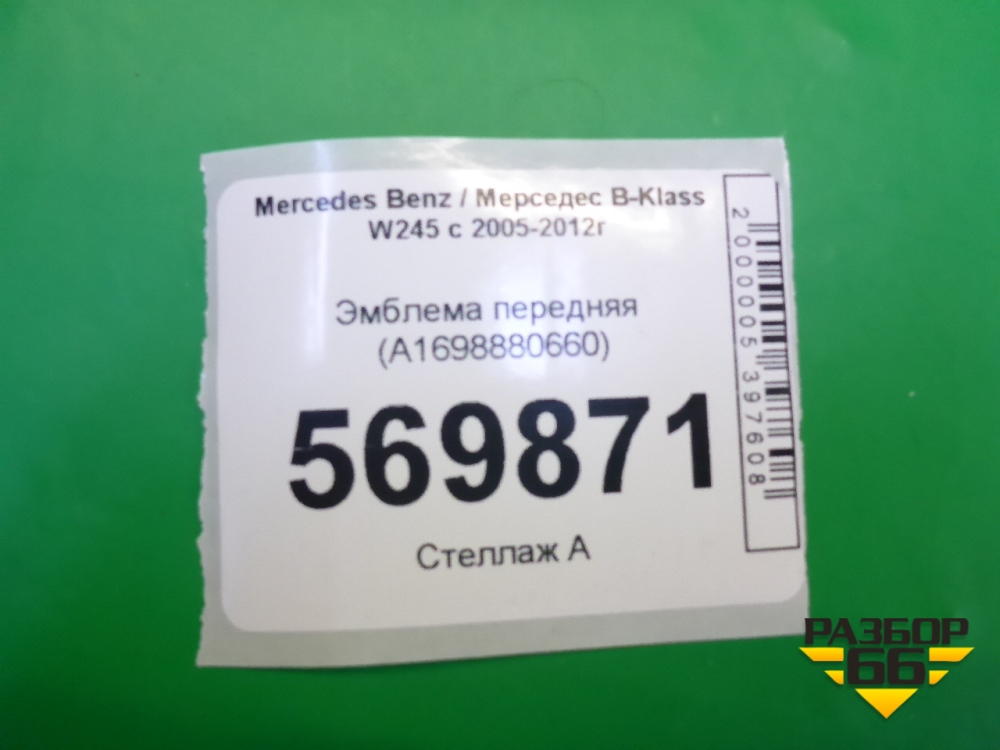 Mercedes Benz / Мерседес B-Klass
W245 с 2005-2012г
Эмблема передняя
(A1698880660)
569871
Стеллаж А
2000005397608
РАЗБОР
66